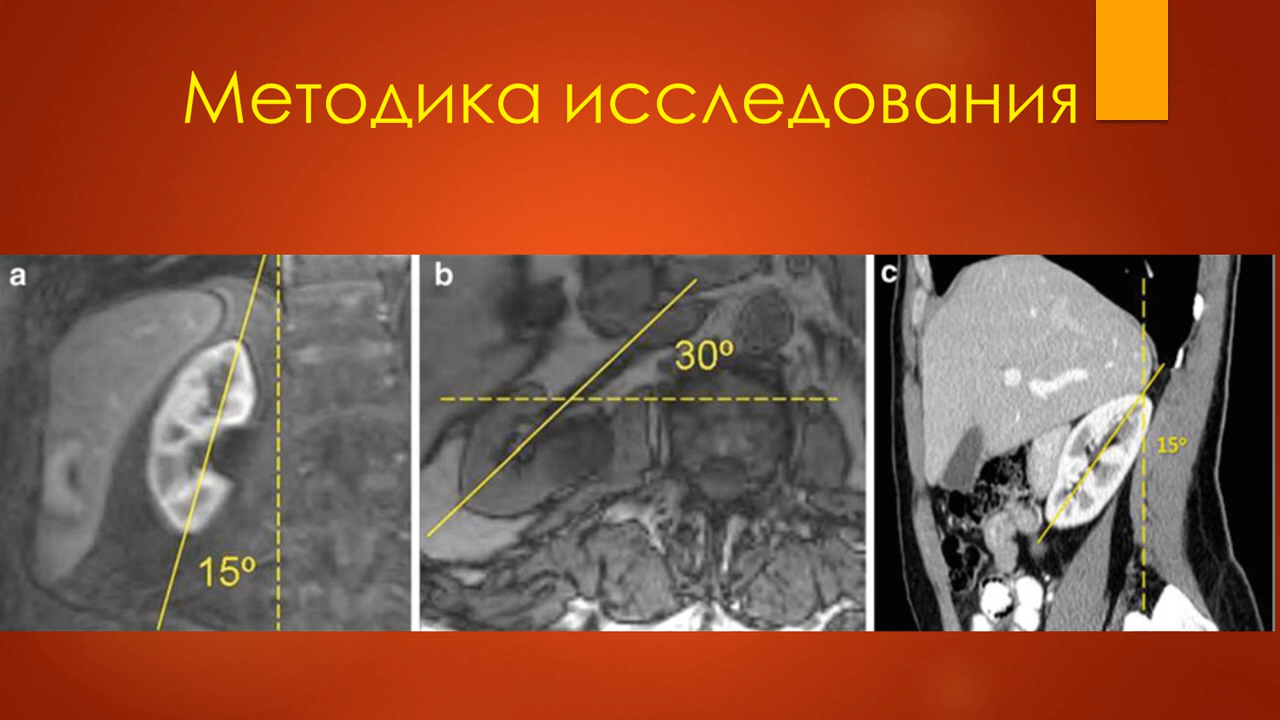 Методика исследования
a
b
c
15º
30º
15º